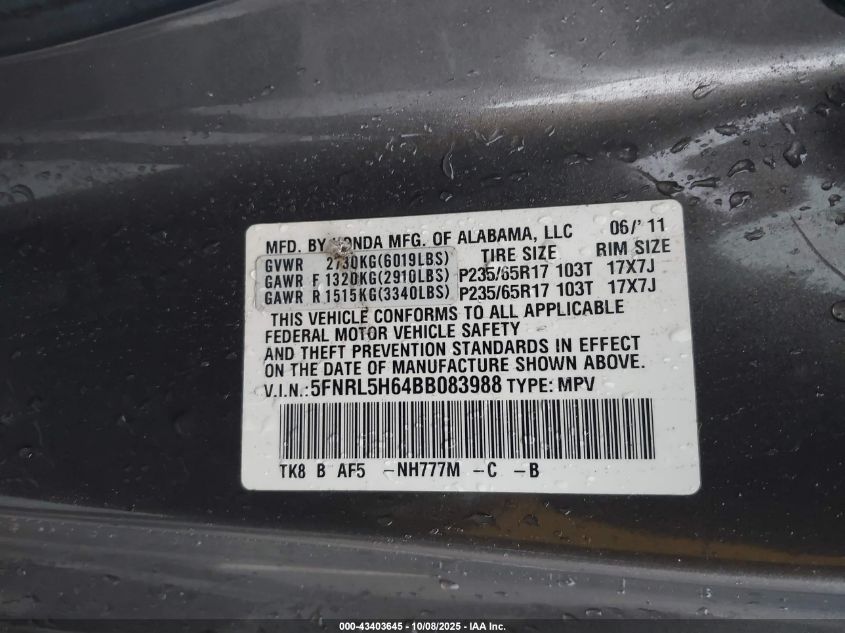 MFD. BY HONDA MFG. OF ALABAMA, LLC 06/'11
GVWR 2730KG(6019LBS) TIRE SIZE RIM SIZE
GAWR F 1320KG(2910LBS) P235/65R17 103T 17X7J
GAWR R 1515KG(3340LBS) P235/65R17 103T 17X7J
THIS VEHICLE CONFORMS TO ALL APPLICABLE
FEDERAL MOTOR VEHICLE SAFETY
AND THEFT PREVENTION STANDARDS IN EFFECT
ON THE DATE OF MANUFACTURE SHOWN ABOVE.
V.I.N.:5FNRL5H64BB083988 TYPE: MPV
TK8 B AF5 -NH777M -C -B
000-43403645 - 10/08/2025 - IAA Inc.